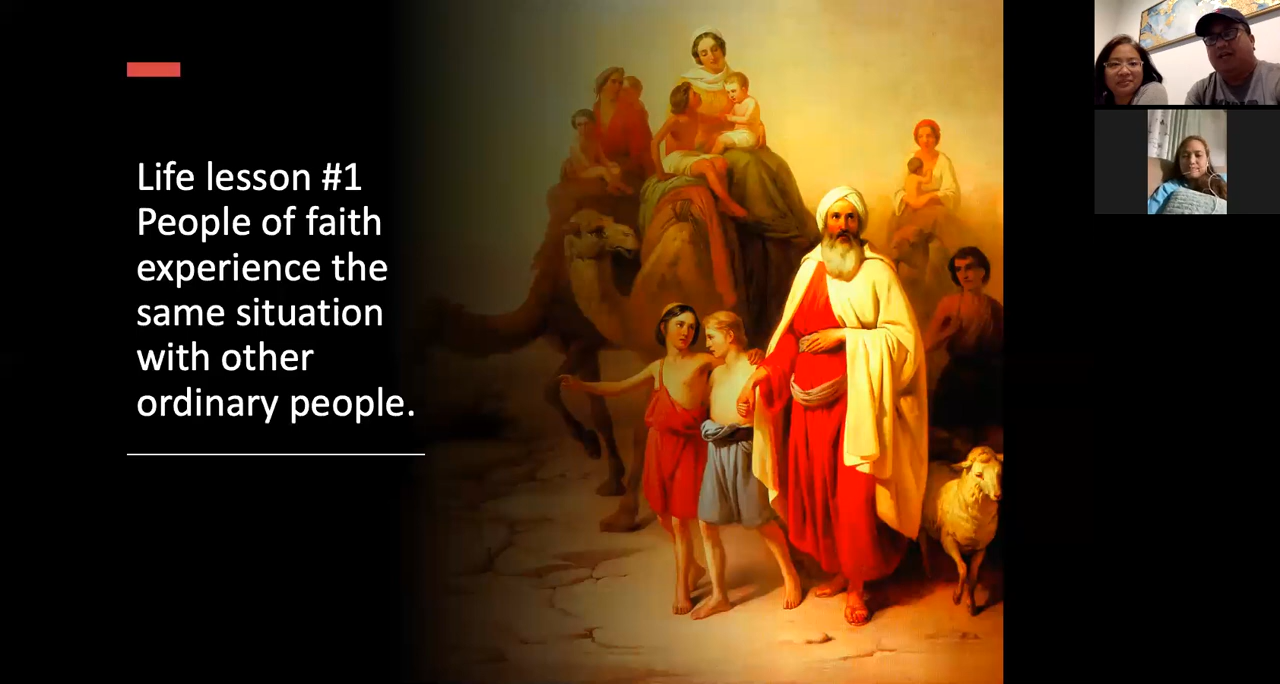 Life lesson #1
People of faith
experience the
same situation
with other
ordinary people.